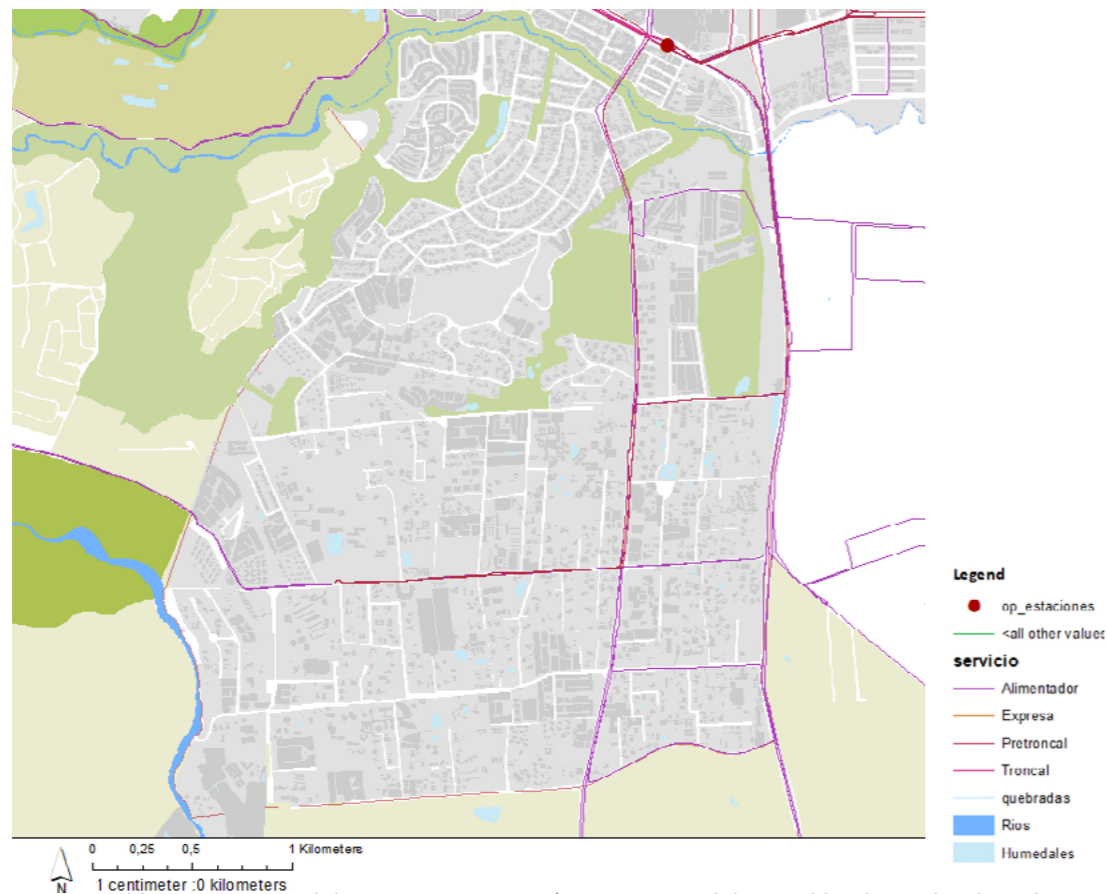 Legend
op_estaciones
<all other values
servicio
Alimentador
Expresa
Pretroncal
Troncal
quebradas
Rios
Humedales
0 0,25 0,5 1 Kilometers
N
1 centimeter :0 kilometers